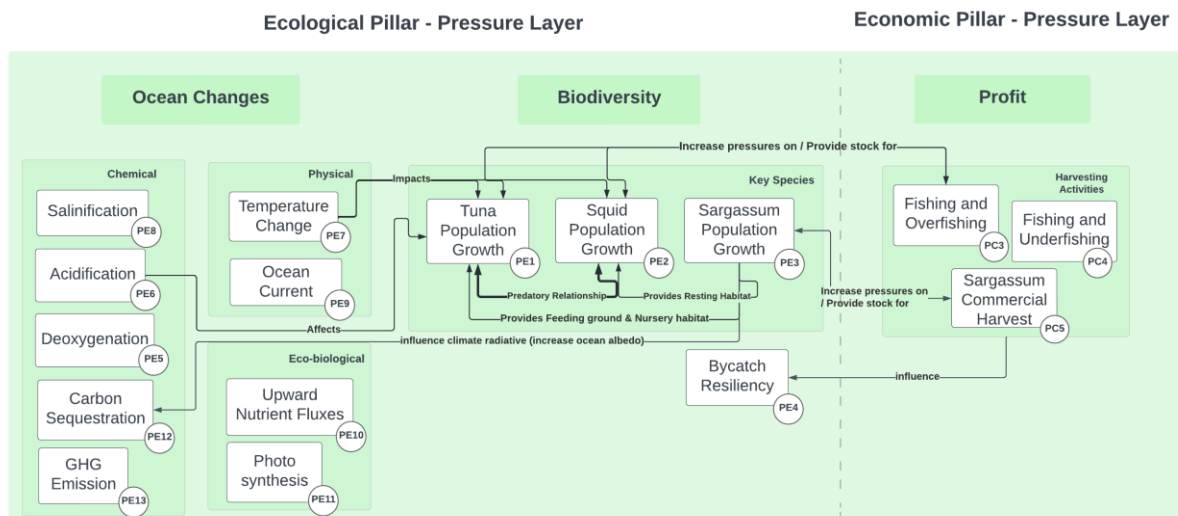 Ecological Pillar - Pressure Layer
Economic Pillar - Pressure Layer
Ocean Changes
Biodiversity
Profit
Chemical
Salinification
PE8
Acidification
PE6
Deoxygenation
PE5
Carbon
Sequestration
PE12
GHG
Emission
PE13
Physical
Temperature
Change
PE7
Ocean
Current
PE9
Eco-biological
Upward
Nutrient Fluxes
PE10
Photo
synthesis
PE11
Impacts
Affects
Increase pressures on / Provide stock for
Key Species
Tuna
Population
Growth
PE1
Squid
Population
Growth
PE2
Sargassum
Population
Growth
PE3
Predatory Relationship
Provides Resting Habitat
Provides Feeding ground & Nursery habitat
influence climate radiative (increase ocean albedo)
Bycatch
Resiliency
PE4
influence
Increase pressures on
/ Provide stock for
Harvesting
Activities
Fishing and
Overfishing
PC3
Fishing and
Underfishing
PC4
Sargassum
Commercial
Harvest
PC5